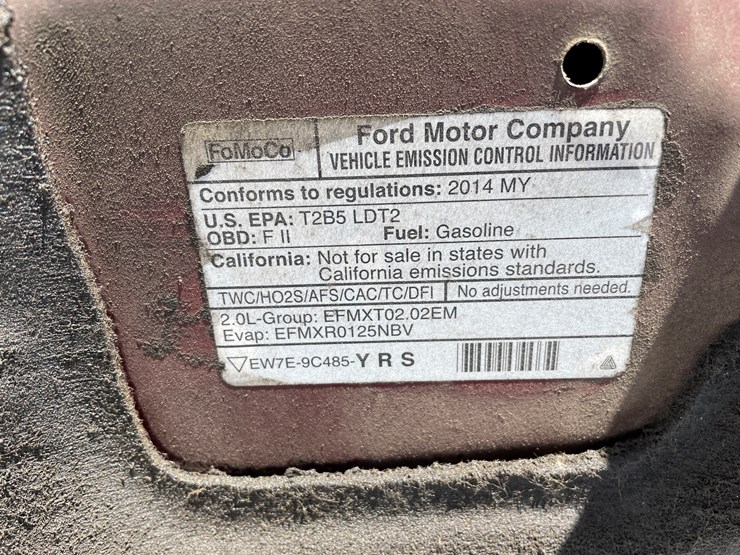 FoMoCo
Ford Motor Company
VEHICLE EMISSION CONTROL INFORMATION
Conforms to regulations: 2014 MY
U.S. EPA: T2B5 LDT2
OBD: F II Fuel: Gasoline
California: Not for sale in states with
California emissions standards.
TWC/HO2S/AFS/CAC/TC/DFI No adjustments needed.
2.0L-Group: EFMXT02.02EM
Evap: EFMXR0125NBV
▽EW7E-9C485-Y R S